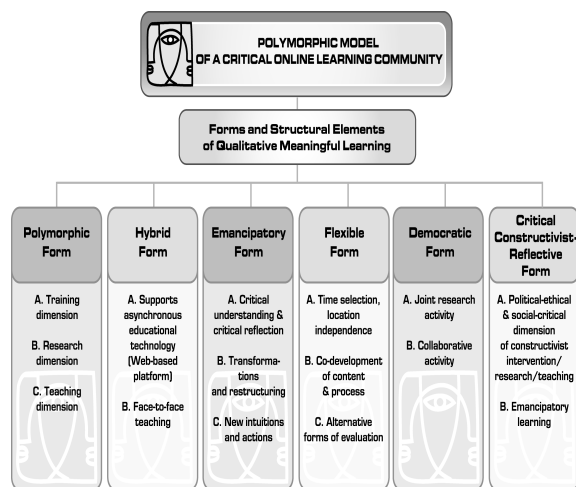 POLYMORPHIC MODEL
OF A CRITICAL ONLINE LEARNING COMMUNITY
Forms and Structural Elements
of Qualitative Meaningful Learning
Polymorphic
Form
A. Training
dimension
B. Research
dimension
C. Teaching
dimension
Hybrid
Form
A. Supports
asynchronous
educational
technology
(Web-based
platform)
B. Face-to-face
teaching
Emancipatory
Form
A. Critical
understanding &
critical reflection
B. Transforma-
tions
and restructuring
C. New intuitions
and actions
Flexible
Form
A. Time selection,
location
independence
B. Co-development
of content
& process
C. Alternative
forms of evaluation
Democratic
Form
A. Joint research
activity
B. Collaborative
activity
Critical
Constructivist-
Reflective
Form
A. Political-ethical
& social-critical
dimension
of constructivist
intervention/
research/teaching
B. Emancipatory
learning